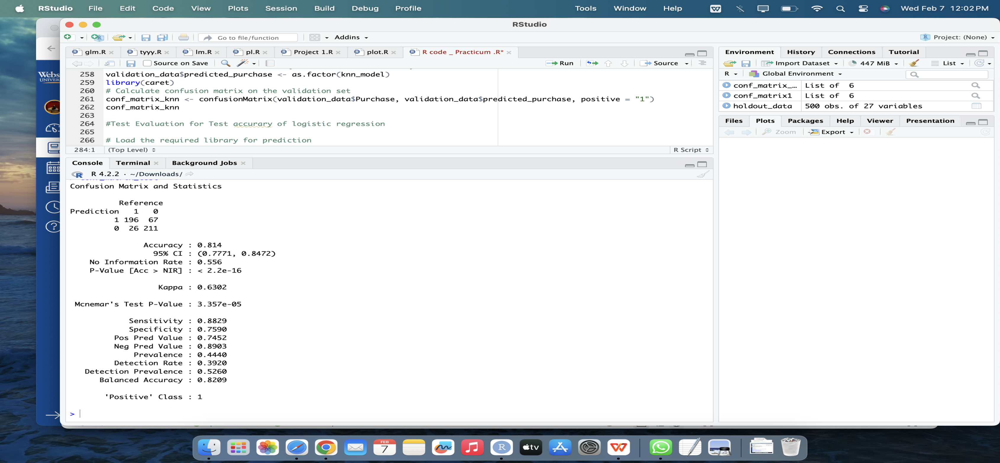 RStudio File Edit Code View Plots Session Build Debug Profile Tools Window Help Wed Feb 7 12:02 PM
RStudio
Go to file/function Addins Project: (None)
glm.R tyyy.R lm.R pl.R Project 1.R plot.R R code _ Practicum .R*
Source on Save Run Source
258 validation_data$predicted_purchase <- as.factor(knn_model)
259 library(caret)
260 # Calculate confusion matrix on the validation set
261 conf_matrix_knn <- confusionMatrix(validation_data$Purchase, validation_data$predicted_purchase, positive = "1")
262 conf_matrix_knn
263
264 #Test Evaluation for Test accurary of logistic regression
265
266 # Load the required library for prediction
284:1 (Top Level) R Script
Console Terminal Background Jobs
R 4.2.2 · ~/Downloads/
Confusion Matrix and Statistics
Reference
Prediction 1 0
1 196 67
0 26 211
Accuracy : 0.814
95% CI : (0.7771, 0.8472)
No Information Rate : 0.556
P-Value [Acc > NIR] : < 2.2e-16
Kappa : 0.6302
Mcnemar's Test P-Value : 3.357e-05
Sensitivity : 0.8829
Specificity : 0.7590
Pos Pred Value : 0.7452
Neg Pred Value : 0.8903
Prevalence : 0.4440
Detection Rate : 0.3920
Detection Prevalence : 0.5260
Balanced Accuracy : 0.8209
'Positive' Class : 1
>
Environment History Connections Tutorial
Import Dataset 447 MiB List
R Global Environment
conf_matrix_… List of 6
conf_matrix1 List of 6
holdout_data 500 obs. of 27 variables
Files Plots Packages Help Viewer Presentation
Zoom Export
Webs
UNIVER
FEB
7
R
tv